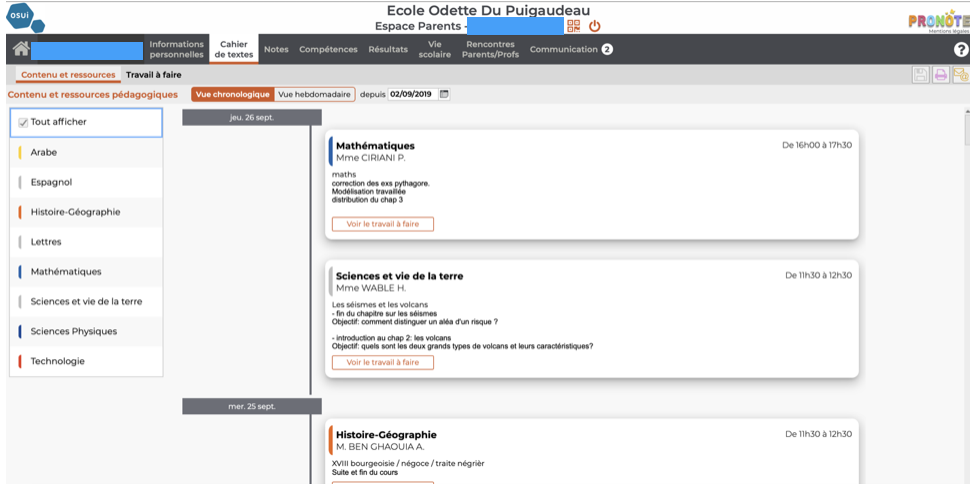 osui
Ecole Odette Du Puigaudeau
Espace Parents -
PRONOTE
Mentions légales
Informations personnelles
Cahier de textes
Notes
Compétences
Résultats
Vie scolaire
Rencontres Parents/Profs
Communication 2
?
Contenu et ressources
Travail à faire
Contenu et ressources pédagogiques
Vue chronologique
Vue hebdomadaire
depuis 02/09/2019
Tout afficher
Arabe
Espagnol
Histoire-Géographie
Lettres
Mathématiques
Sciences et vie de la terre
Sciences Physiques
Technologie
jeu. 26 sept.
Mathématiques
De 16h00 à 17h30
Mme CIRIANI P.
maths
correction des exs pythagore.
Modélisation travaillée
distribution du chap 3
Voir le travail à faire
Sciences et vie de la terre
De 11h30 à 12h30
Mme WABLE H.
Les séismes et les volcans
- fin du chapitre sur les séismes
Objectif: comment distinguer un aléa d'un risque ?
- introduction au chap 2: les volcans
Objectif: quels sont les deux grands types de volcans et leurs caractéristiques?
Voir le travail à faire
mer. 25 sept.
Histoire-Géographie
De 11h30 à 12h30
M. BEN GHAOUIA A.
XVIII bourgeoisie / négoce / traite négrièr
Suite et fin du cours